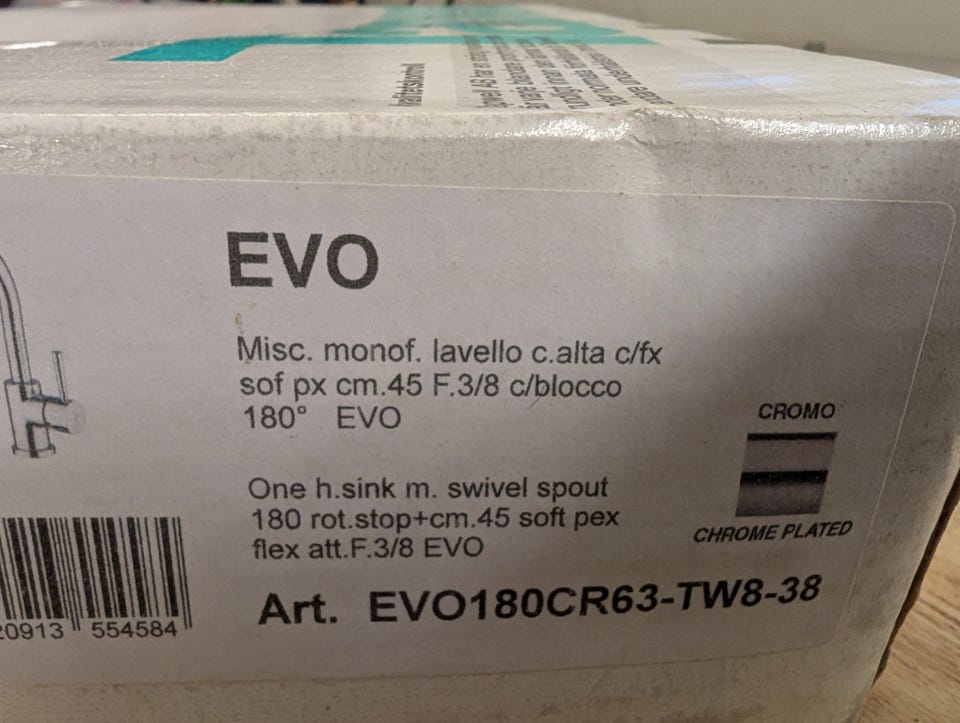 kvalitetskontroll
EVO
Misc. monof. lavello c.alta c/fx
sof px cm.45 F.3/8 c/blocco
180° EVO
CROMO
One h.sink m. swivel spout
180 rot.stop+cm.45 soft pex
flex att.F.3/8 EVO
CHROME PLATED
Art. EVO180CR63-TW8-38
20913 554584